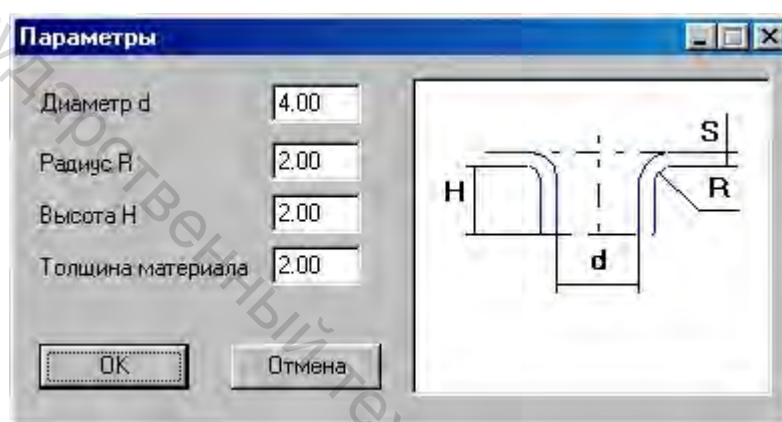 Параметры
Диаметр d
4.00
Радиус R
2.00
Высота H
2.00
Толщина материала
2.00
OK
Отмена
S
H
R
d